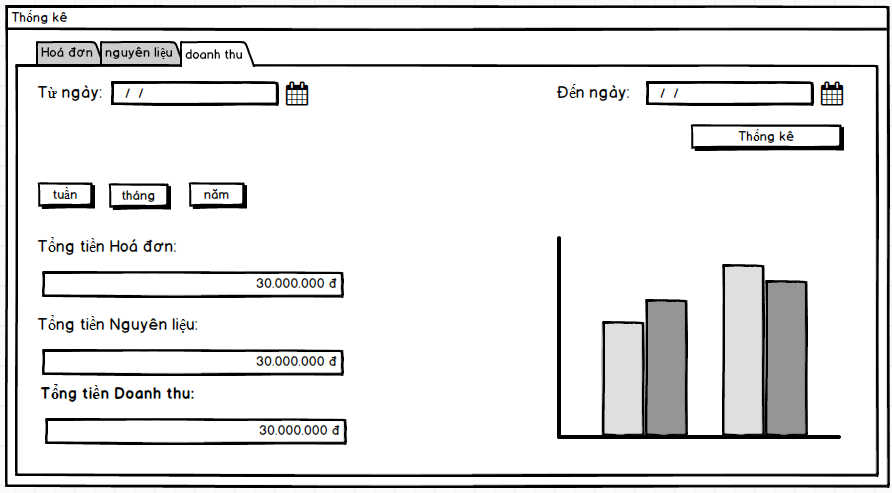 Thống kê
Hoá đơn nguyên liệu doanh thu
Từ ngày: / / Đến ngày: / /
Thống kê
tuần tháng năm
Tổng tiền Hoá đơn:
30.000.000 đ
Tổng tiền Nguyên liệu:
30.000.000 đ
Tổng tiền Doanh thu:
30.000.000 đ